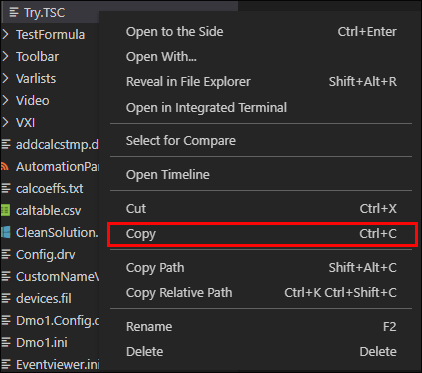 Try.TSC
TestFormula
Open to the Side Ctrl+Enter
Toolbar
Open With...
Varlists
Reveal in File Explorer Shift+Alt+R
Video
Open in Integrated Terminal
VXI
addcalcstmp.d
Select for Compare
AutomationPar
Open Timeline
calcoeffs.txt
caltable.csv
Cut Ctrl+X
CleanSolution.
Copy Ctrl+C
Config.drv
Copy Path Shift+Alt+C
CustomNameV
devices.fil
Copy Relative Path Ctrl+K Ctrl+Shift+C
Dmo1.Config.d
Rename F2
Dmo1.ini
Delete Delete
Eventviewer.ini